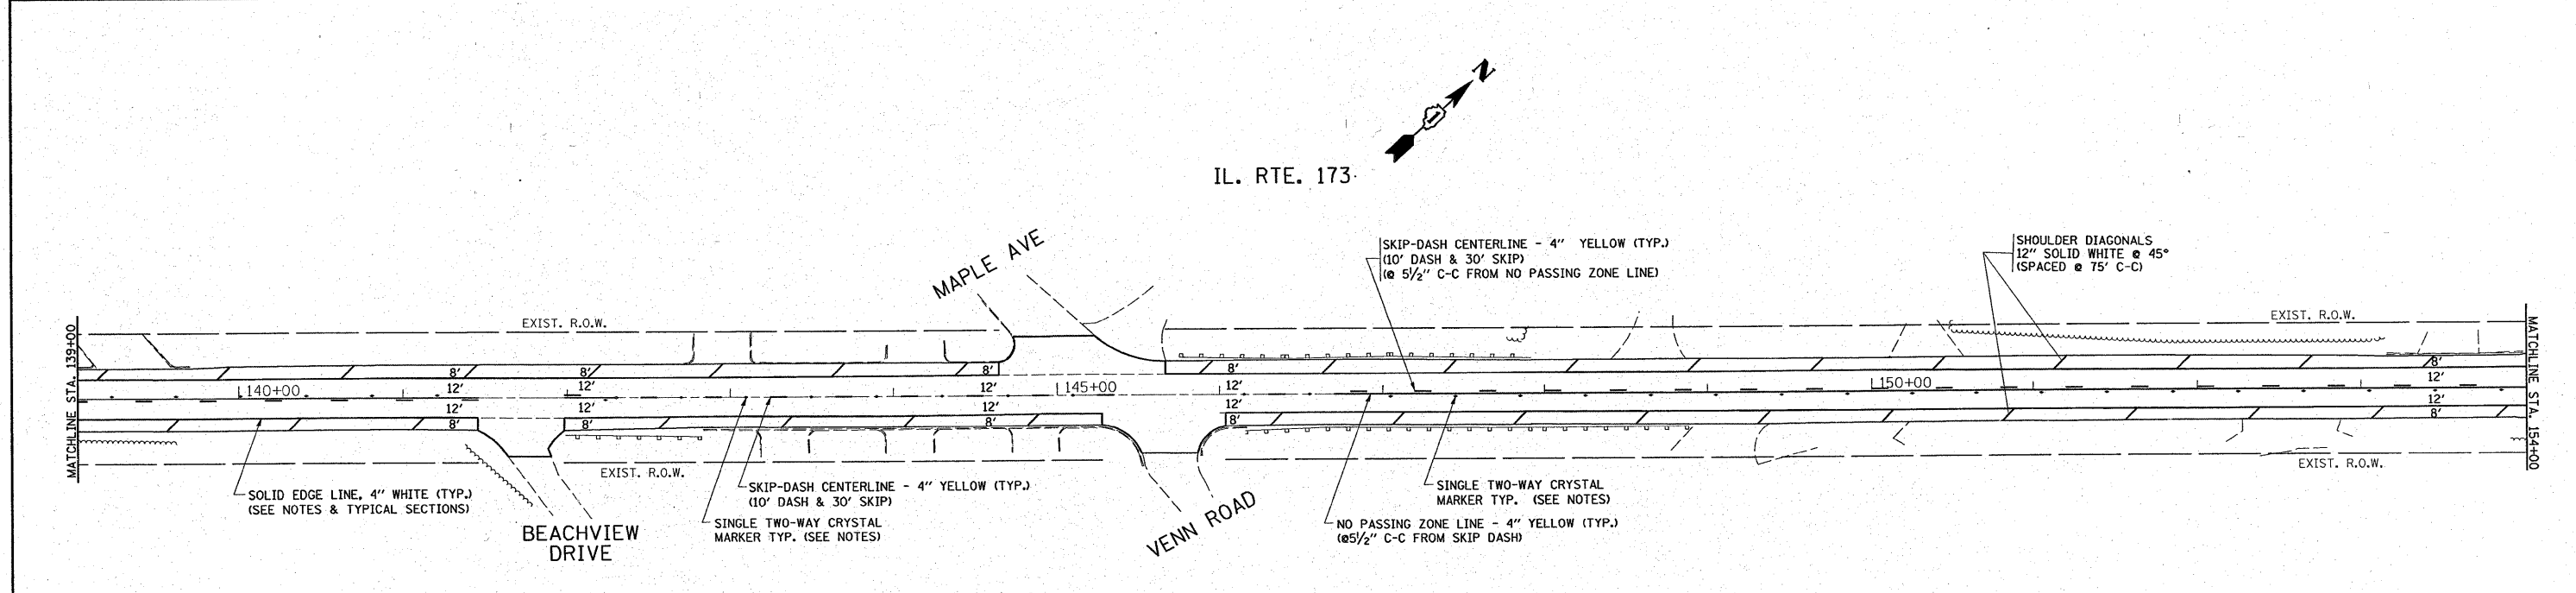 N
IL. RTE. 173
MAPLE AVE
SKIP-DASH CENTERLINE - 4" YELLOW (TYP.)
(10' DASH & 30' SKIP)
(@ 5½" C-C FROM NO PASSING ZONE LINE)
SHOULDER DIAGONALS
12" SOLID WHITE @ 45°
(SPACED @ 75' C-C)
MATCHLINE STA. 139+00
EXIST. R.O.W.
EXIST. R.O.W.
MATCHLINE STA. 154+00
8'
8'
8'
8'
8'
140+00
12'
12'
12'
145+00
12'
150+00
12'
12'
12'
12'
12'
12'
8'
8'
8'
8'
8'
EXIST. R.O.W.
EXIST. R.O.W.
SOLID EDGE LINE, 4" WHITE (TYP.)
(SEE NOTES & TYPICAL SECTIONS)
BEACHVIEW
DRIVE
SKIP-DASH CENTERLINE - 4" YELLOW (TYP.)
(10' DASH & 30' SKIP)
SINGLE TWO-WAY CRYSTAL
MARKER TYP. (SEE NOTES)
VENN ROAD
SINGLE TWO-WAY CRYSTAL
MARKER TYP. (SEE NOTES)
NO PASSING ZONE LINE - 4" YELLOW (TYP.)
(@5½" C-C FROM SKIP DASH)